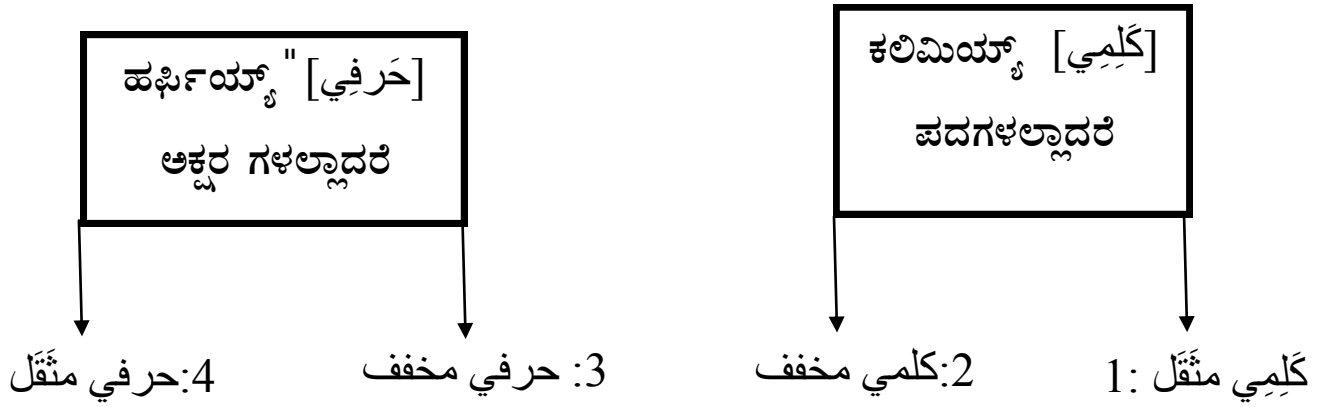 ಹರ್ಫಿಯ್ಯ್ " [حَرفِي]
ಅಕ್ಷರ ಗಳಲ್ಲಾದರೆ
ಕಲಿಮಿಯ್ಯ್ [كَلِمِي]
ಪದಗಳಲ್ಲಾದರೆ
4:حرفي مثَقَل
3: حرفي مخفف
2:كلمي مخفف
1: كَلِمِي مثَقَل